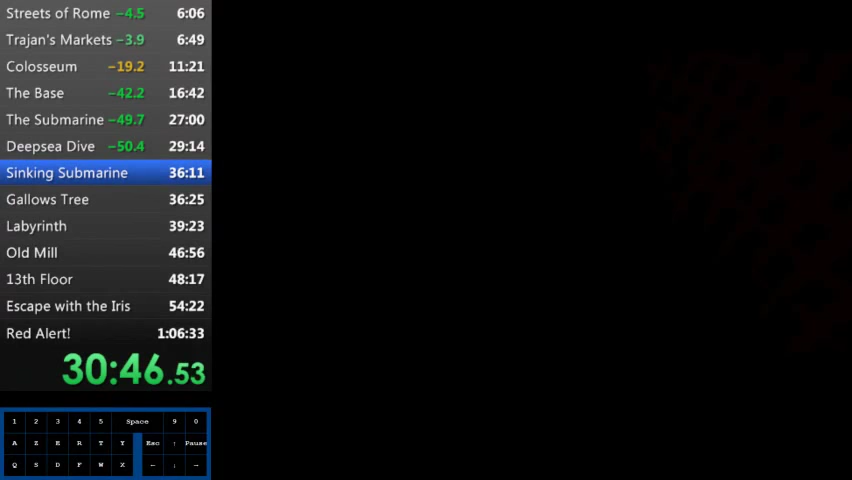 Streets of Rome −4.5 6:06
Trajan's Markets −3.9 6:49
Colosseum −19.2 11:21
The Base −42.2 16:42
The Submarine −49.7 27:00
Deepsea Dive −50.4 29:14
Sinking Submarine 36:11
Gallows Tree 36:25
Labyrinth 39:23
Old Mill 46:56
13th Floor 48:17
Escape with the Iris 54:22
Red Alert! 1:06:33
30:46.53
1 2 3 4 5 Space 9 0
A Z E R T Y Esc ↑ Pause
Q S D F W X ← ↓ →